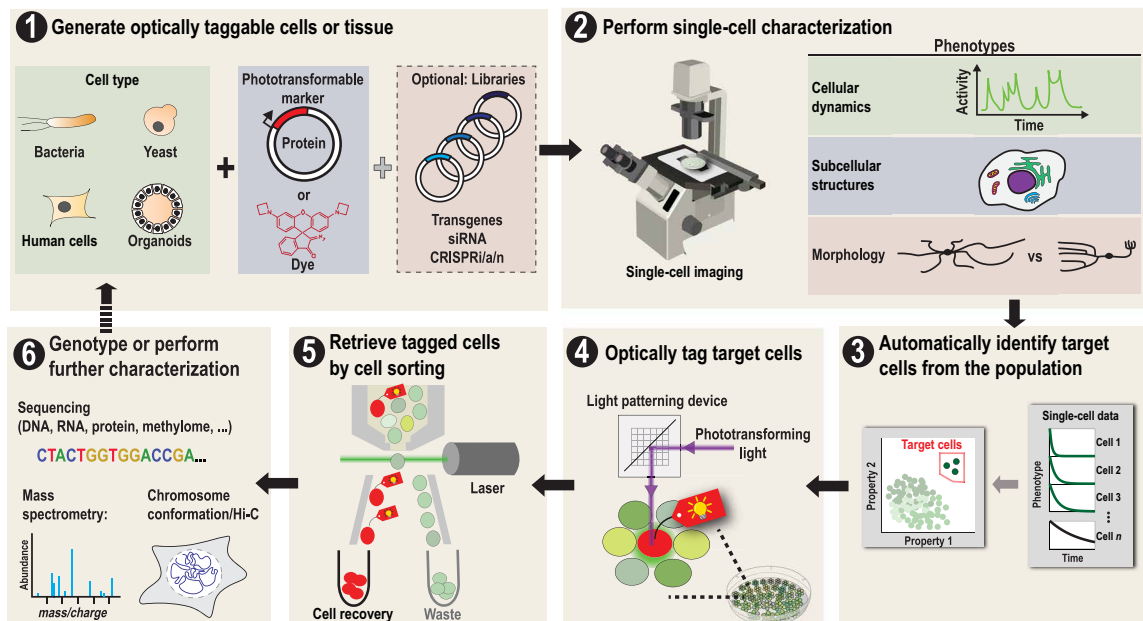 1 Generate optically taggable cells or tissue
Cell type
Bacteria
Yeast
Human cells
Organoids
+
Phototransformable
marker
Protein
or
Dye
+
Optional: Libraries
Transgenes
siRNA
CRISPRi/a/n
2 Perform single-cell characterization
Single-cell imaging
Phenotypes
Cellular
dynamics
Activity
Time
Subcellular
structures
Morphology
vs
3 Automatically identify target
cells from the population
Single-cell data
Phenotype
Cell 1
Cell 2
Cell 3
⋮
Cell n
Time
Target cells
Property 2
Property 1
4 Optically tag target cells
Light patterning device
Phototransforming
light
5 Retrieve tagged cells
by cell sorting
Laser
Cell recovery
Waste
6 Genotype or perform
further characterization
Sequencing
(DNA, RNA, protein, methylome, ...)
CTACTGGTGGACCGA...
Mass
spectrometry:
Abundance
mass/charge
Chromosome
conformation/Hi-C